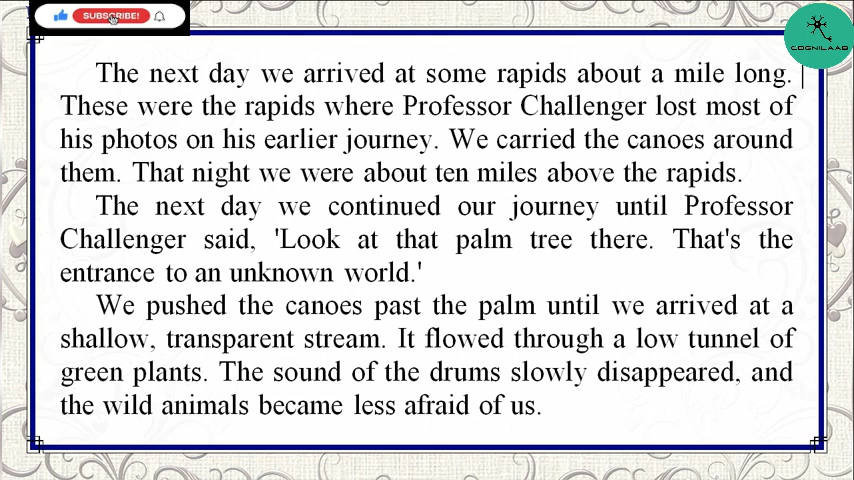 SUBSCRIBE!
COGNILAAB
The next day we arrived at some rapids about a mile long.
These were the rapids where Professor Challenger lost most of
his photos on his earlier journey. We carried the canoes around
them. That night we were about ten miles above the rapids.
The next day we continued our journey until Professor
Challenger said, 'Look at that palm tree there. That's the
entrance to an unknown world.'
We pushed the canoes past the palm until we arrived at a
shallow, transparent stream. It flowed through a low tunnel of
green plants. The sound of the drums slowly disappeared, and
the wild animals became less afraid of us.